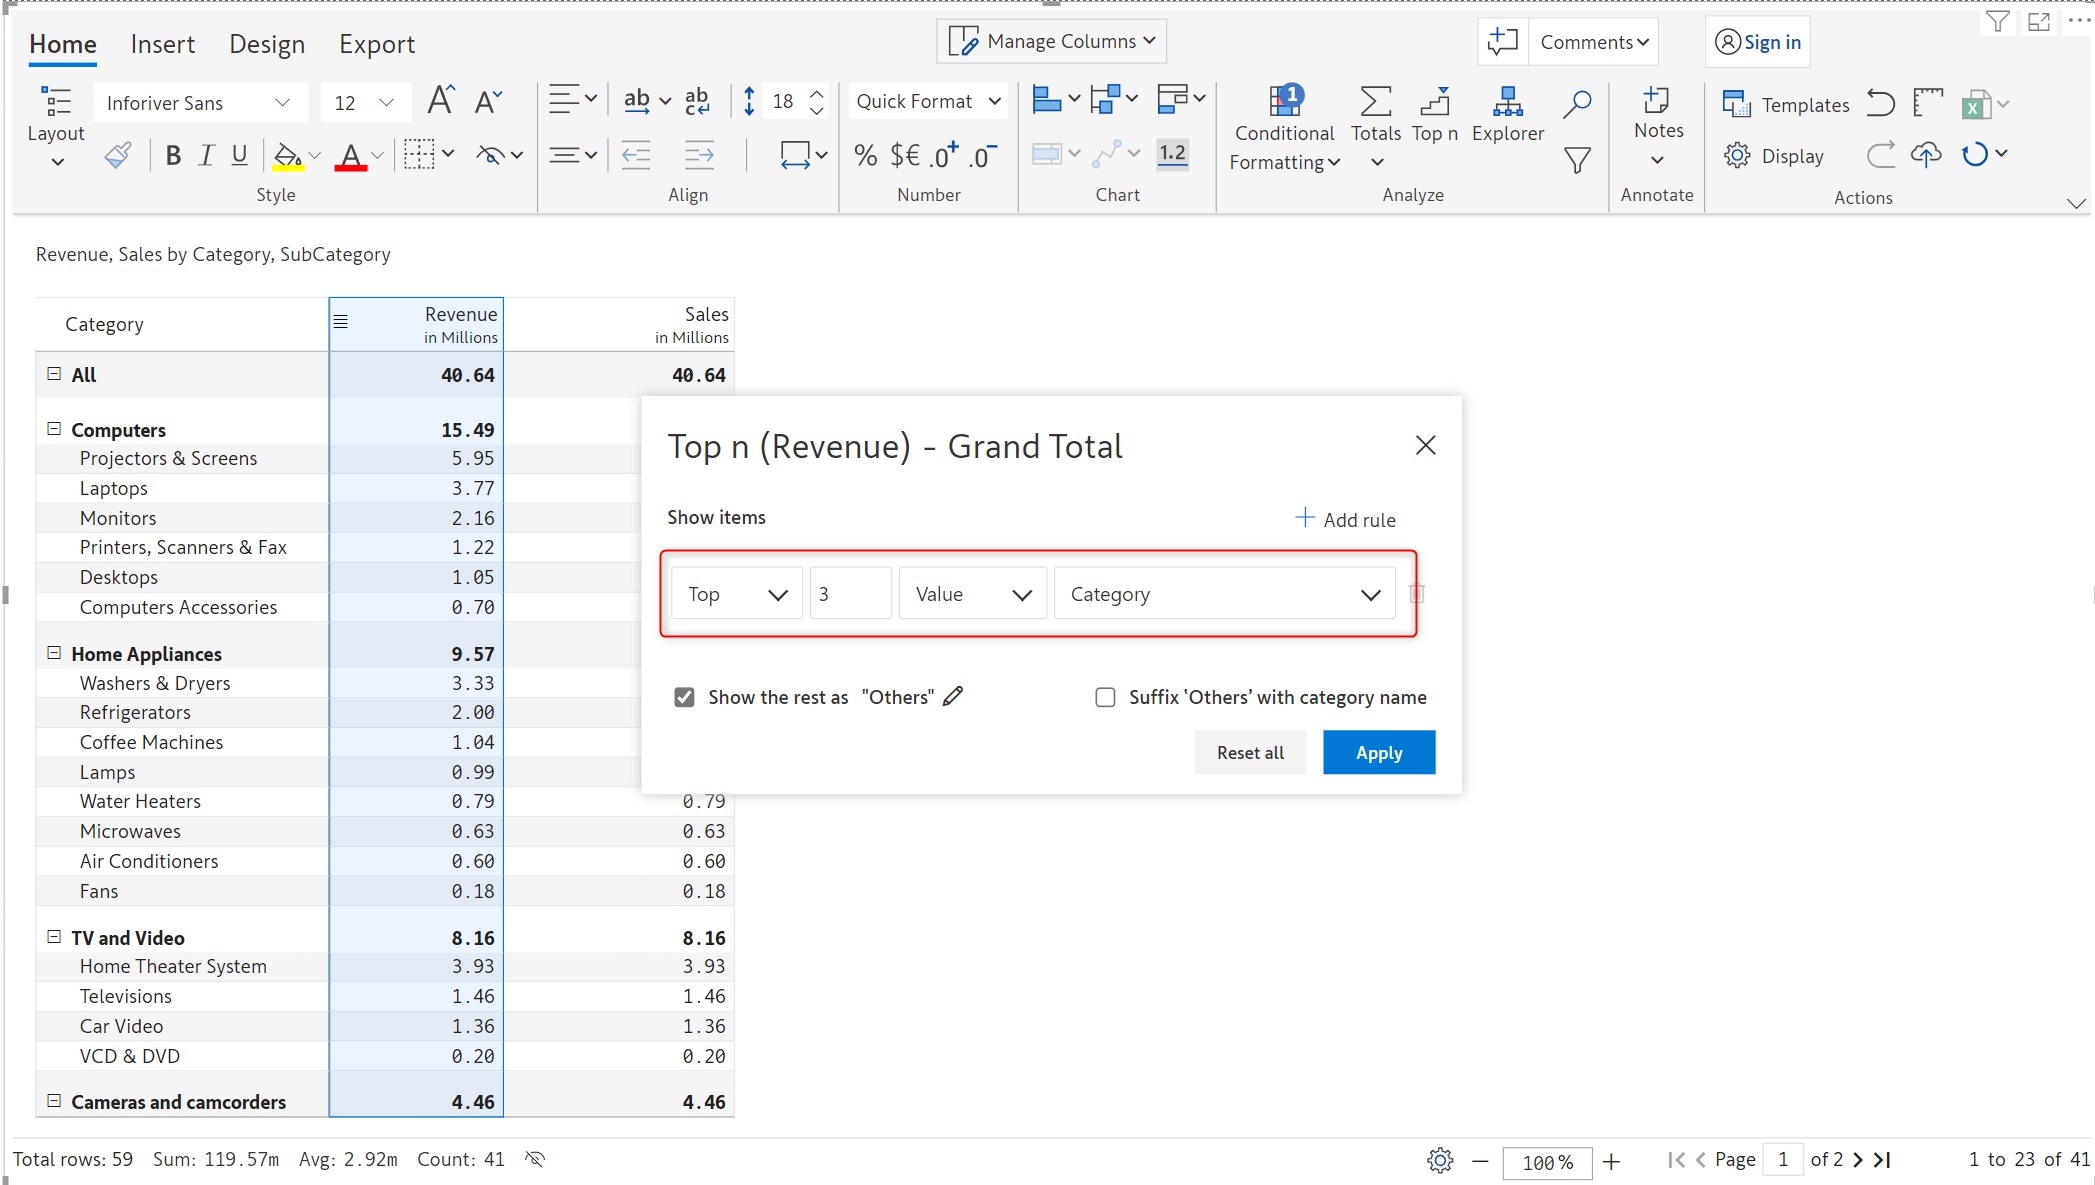 Home Insert Design Export Manage Columns Comments Sign in
Inforiver Sans 12 ab ab 18 Quick Format 1 Templates
Layout Conditional Totals Top n Explorer Notes
Formatting
B I U A % $€ .0+ .0- 1.2 Display
Style Align Number Chart Analyze Annotate Actions
Revenue, Sales by Category, SubCategory
Category Revenue Sales
in Millions in Millions
All 40.64 40.64
Computers 15.49
Projectors & Screens 5.95
Laptops 3.77
Monitors 2.16
Printers, Scanners & Fax 1.22
Desktops 1.05
Computers Accessories 0.70
Home Appliances 9.57
Washers & Dryers 3.33
Refrigerators 2.00
Coffee Machines 1.04
Lamps 0.99
Water Heaters 0.79 0.79
Microwaves 0.63 0.63
Air Conditioners 0.60 0.60
Fans 0.18 0.18
TV and Video 8.16 8.16
Home Theater System 3.93 3.93
Televisions 1.46 1.46
Car Video 1.36 1.36
VCD & DVD 0.20 0.20
Cameras and camcorders 4.46 4.46
Top n (Revenue) - Grand Total
Show items Add rule
Top 3 Value Category
Show the rest as "Others" Suffix 'Others' with category name
Reset all Apply
Total rows: 59 Sum: 119.57m Avg: 2.92m Count: 41 100% Page 1 of 2 1 to 23 of 41